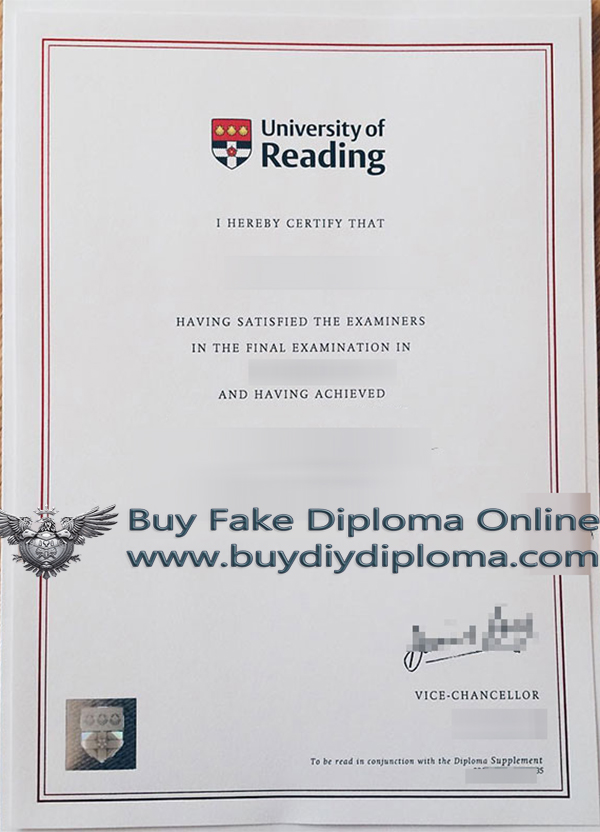 University of
Reading
I HEREBY CERTIFY THAT
HAVING SATISFIED THE EXAMINERS
IN THE FINAL EXAMINATION IN
AND HAVING ACHIEVED
Buy Fake Diploma Online
www.buydiydiploma.com
VICE-CHANCELLOR
To be read in conjunction with the Diploma Supplement